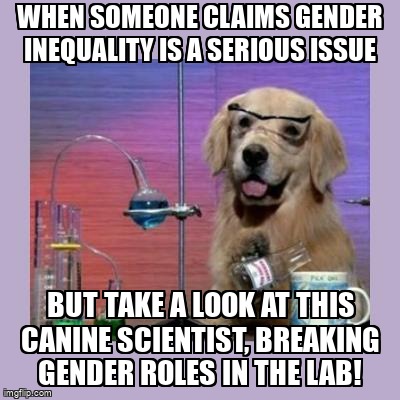 WHEN SOMEONE CLAIMS GENDER
INEQUALITY IS A SERIOUS ISSUE
BUT TAKE A LOOK AT THIS
CANINE SCIENTIST, BREAKING
GENDER ROLES IN THE LAB!
imgflip.com